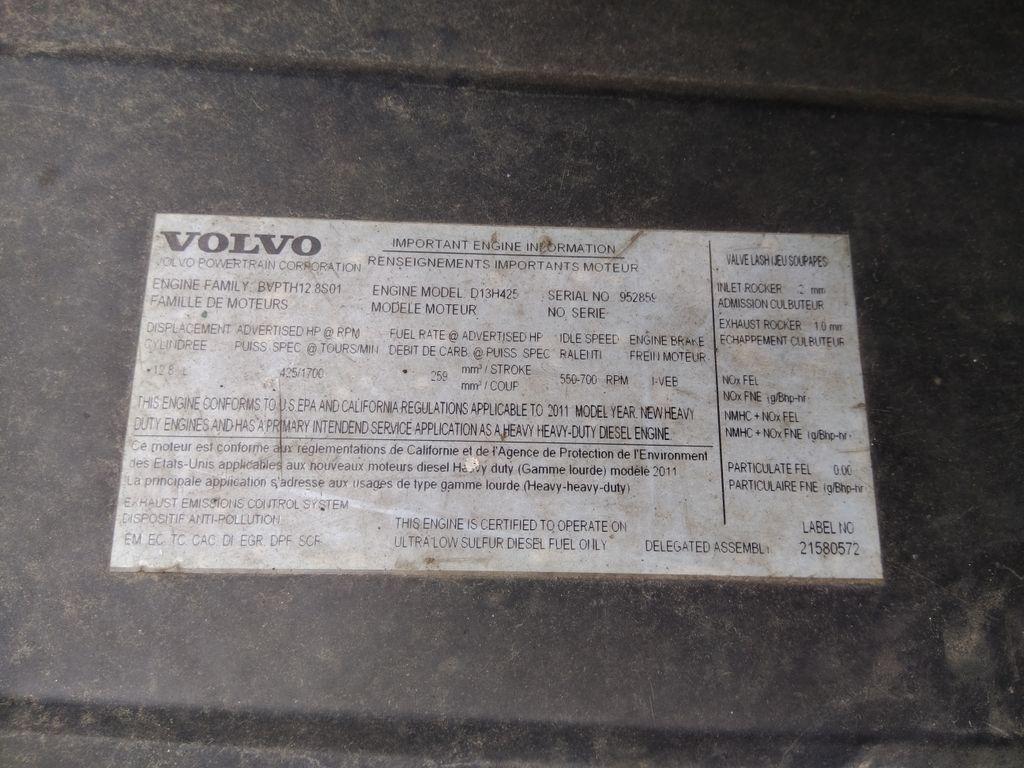 VOLVO
VOLVO POWERTRAIN CORPORATION
IMPORTANT ENGINE INFORMATION
RENSEIGNEMENTS IMPORTANTS MOTEUR
ENGINE FAMILY: BVPTH12.8S01
FAMILLE DE MOTEURS
ENGINE MODEL: D13H425
MODELE MOTEUR
SERIAL NO 952859
NO. SERIE
DISPLACEMENT ADVERTISED HP @ RPM FUEL RATE @ ADVERTISED HP IDLE SPEED ENGINE BRAKE
CYLINDREE PUISS. SPEC @ TOURS/MIN DEBIT DE CARB. @ PUISS. SPEC RALENTI FREIN MOTEUR
12.8 L 425/1700 259 mm³ / STROKE 550-700 RPM I-VEB
mm³ / COUP
THIS ENGINE CONFORMS TO U.S.EPA AND CALIFORNIA REGULATIONS APPLICABLE TO 2011 MODEL YEAR. NEW HEAVY
DUTY ENGINES AND HAS A PRIMARY INTENDEND SERVICE APPLICATION AS A HEAVY HEAVY-DUTY DIESEL ENGINE
Ce moteur est conforme aux réglementations de Californie et de l'Agence de Protection de l'Environment
des Etats-Unis applicables aux nouveaux moteurs diesel Heavy duty (Gamme lourde) modèle 2011
La principale application s'adresse aux usages de type gamme lourde (Heavy-heavy-duty)
EXHAUST EMISSIONS CONTROL SYSTEM
DISPOSITIF ANTI-POLLUTION
EM, EC, TC, CAC, DI, EGR, DPF, SCR
THIS ENGINE IS CERTIFIED TO OPERATE ON
ULTRA LOW SULFUR DIESEL FUEL ONLY
DELEGATED ASSEMBLY
VALVE LASH (JEU SOUPAPES)
INLET ROCKER 2 mm
ADMISSION CULBUTEUR
EXHAUST ROCKER 1.0 mm
ECHAPPEMENT CULBUTEUR
NOx FEL
NOx FNE (g/Bhp-hr)
NMHC + NOx FEL
NMHC + NOx FNE (g/Bhp-hr)
PARTICULATE FEL 0.00
PARTICULAIRE FNE (g/Bhp-hr
LABEL NO
21580572